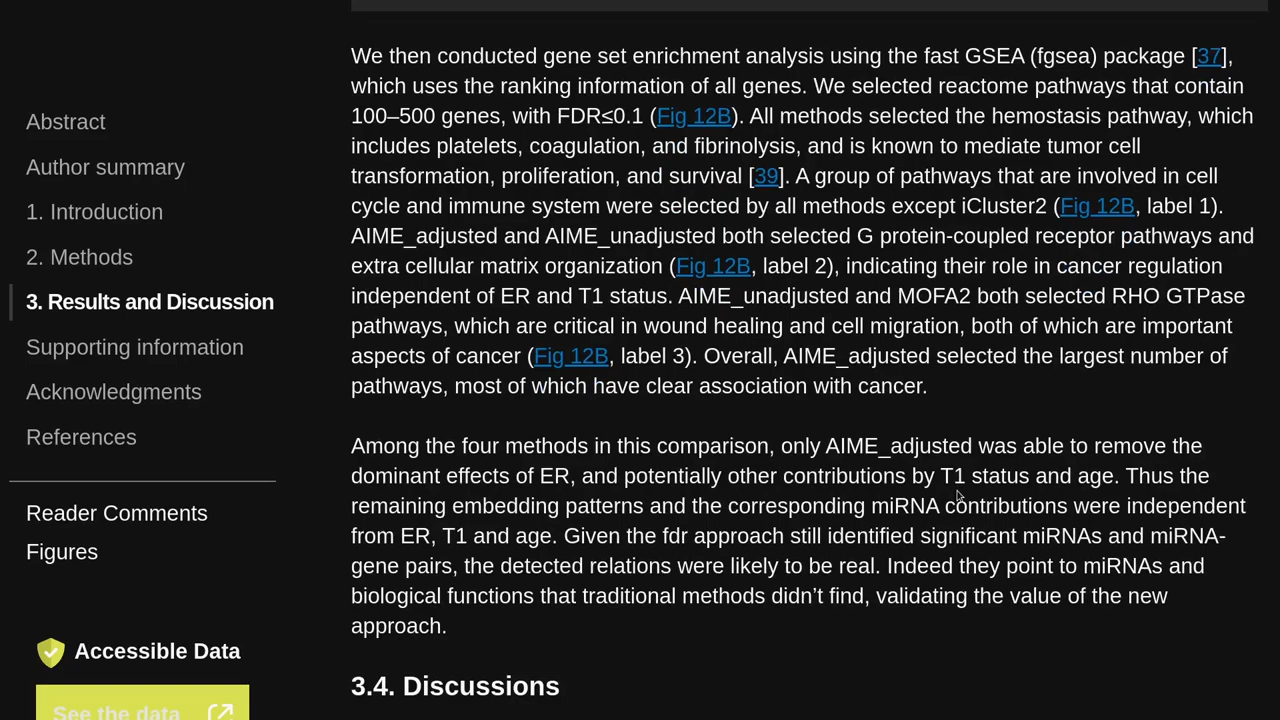 Abstract
Author summary
1. Introduction
2. Methods
3. Results and Discussion
Supporting information
Acknowledgments
References
Reader Comments
Figures
Accessible Data
See the data
We then conducted gene set enrichment analysis using the fast GSEA (fgsea) package [37],
which uses the ranking information of all genes. We selected reactome pathways that contain
100–500 genes, with FDR≤0.1 (Fig 12B). All methods selected the hemostasis pathway, which
includes platelets, coagulation, and fibrinolysis, and is known to mediate tumor cell
transformation, proliferation, and survival [39]. A group of pathways that are involved in cell
cycle and immune system were selected by all methods except iCluster2 (Fig 12B, label 1).
AIME_adjusted and AIME_unadjusted both selected G protein-coupled receptor pathways and
extra cellular matrix organization (Fig 12B, label 2), indicating their role in cancer regulation
independent of ER and T1 status. AIME_unadjusted and MOFA2 both selected RHO GTPase
pathways, which are critical in wound healing and cell migration, both of which are important
aspects of cancer (Fig 12B, label 3). Overall, AIME_adjusted selected the largest number of
pathways, most of which have clear association with cancer.
Among the four methods in this comparison, only AIME_adjusted was able to remove the
dominant effects of ER, and potentially other contributions by T1 status and age. Thus the
remaining embedding patterns and the corresponding miRNA contributions were independent
from ER, T1 and age. Given the fdr approach still identified significant miRNAs and miRNA-
gene pairs, the detected relations were likely to be real. Indeed they point to miRNAs and
biological functions that traditional methods didn’t find, validating the value of the new
approach.
3.4. Discussions